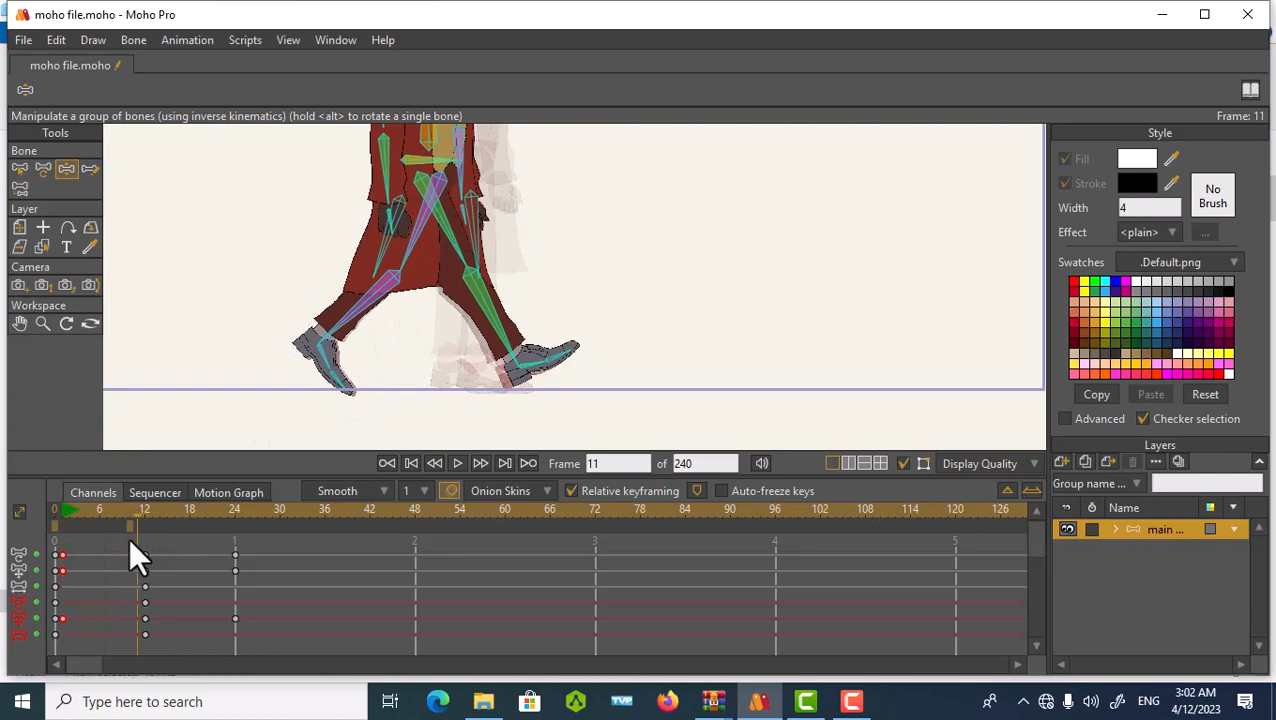 moho file.moho - Moho Pro
File Edit Draw Bone Animation Scripts View Window Help
moho file.moho
Manipulate a group of bones (using inverse kinematics) (hold <alt> to rotate a single bone) Frame: 11
Tools
Bone
Layer
Camera
Workspace
Style
Fill
Stroke
No Brush
Width 4
Effect <plain> ...
Swatches .Default.png
Copy Paste Reset
Advanced Checker selection
Layers
Group name ...
Name
main ...
Frame 11 of 240 Display Quality
Channels Sequencer Motion Graph Smooth 1 Onion Skins Relative keyframing Auto-freeze keys
0 6 12 18 24 30 36 42 48 54 60 66 72 78 84 90 96 102 108 114 120 126
0 1 2 3 4 5
Type here to search
TVP
ENG
3:02 AM
4/12/2023